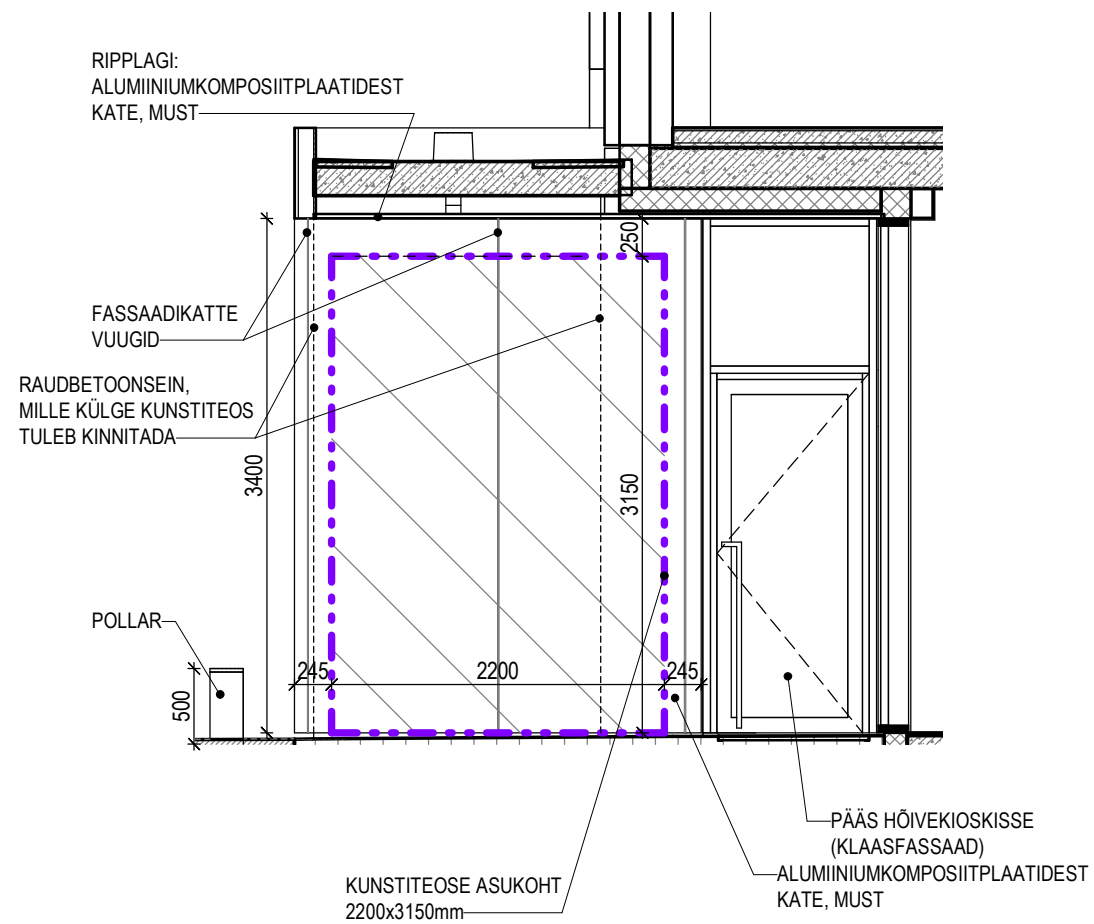 RIPPLAGI:
ALUMIINIUMKOMPOSIITPLAATIDEST
KATE, MUST
250
FASSAADIKATTE
VUUGID
RAUDBETOONSEIN,
MILLE KÜLGE KUNSTITEOS
TULEB KINNITADA
3400
3150
POLLAR
500
245
2200
245
PÄÄS HÕIVEKIOSKISSE
(KLAASFASSAAD)
ALUMIINIUMKOMPOSIITPLAATIDEST
KATE, MUST
KUNSTITEOSE ASUKOHT
2200x3150mm